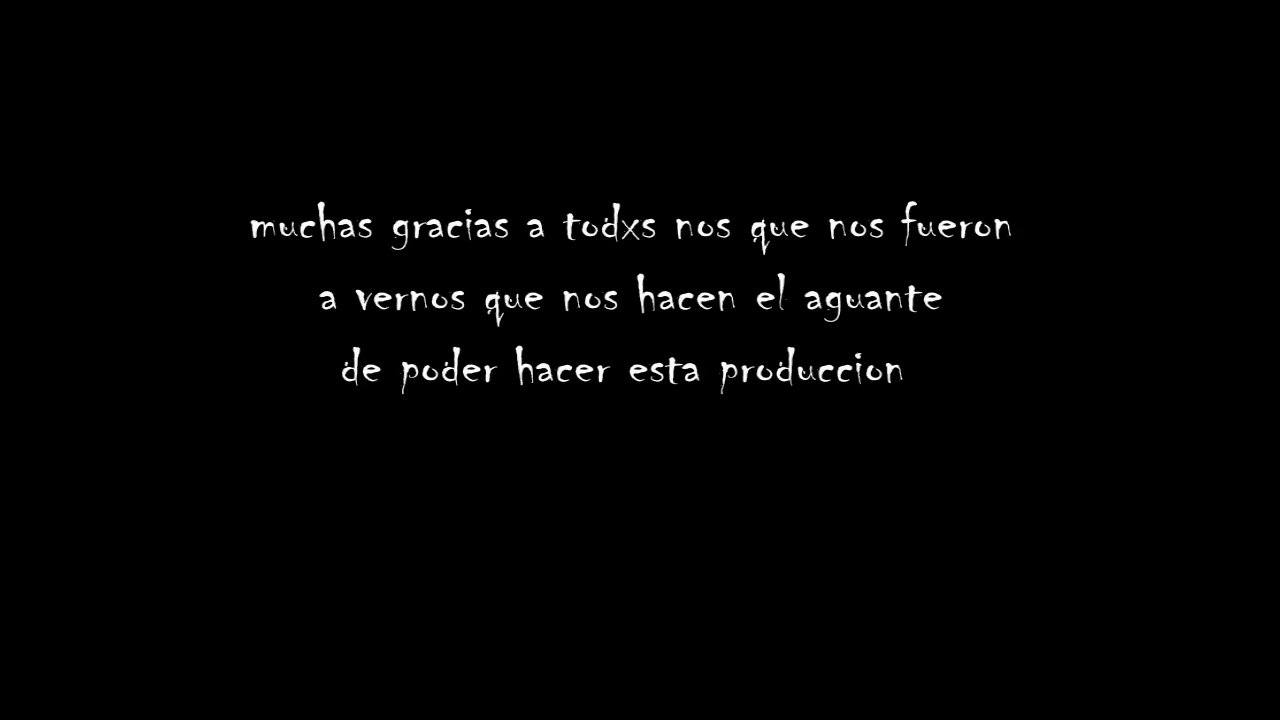 muchas gracias a todxs nos que nos fueron
a vernos que nos hacen el aguante
de poder hacer esta produccion